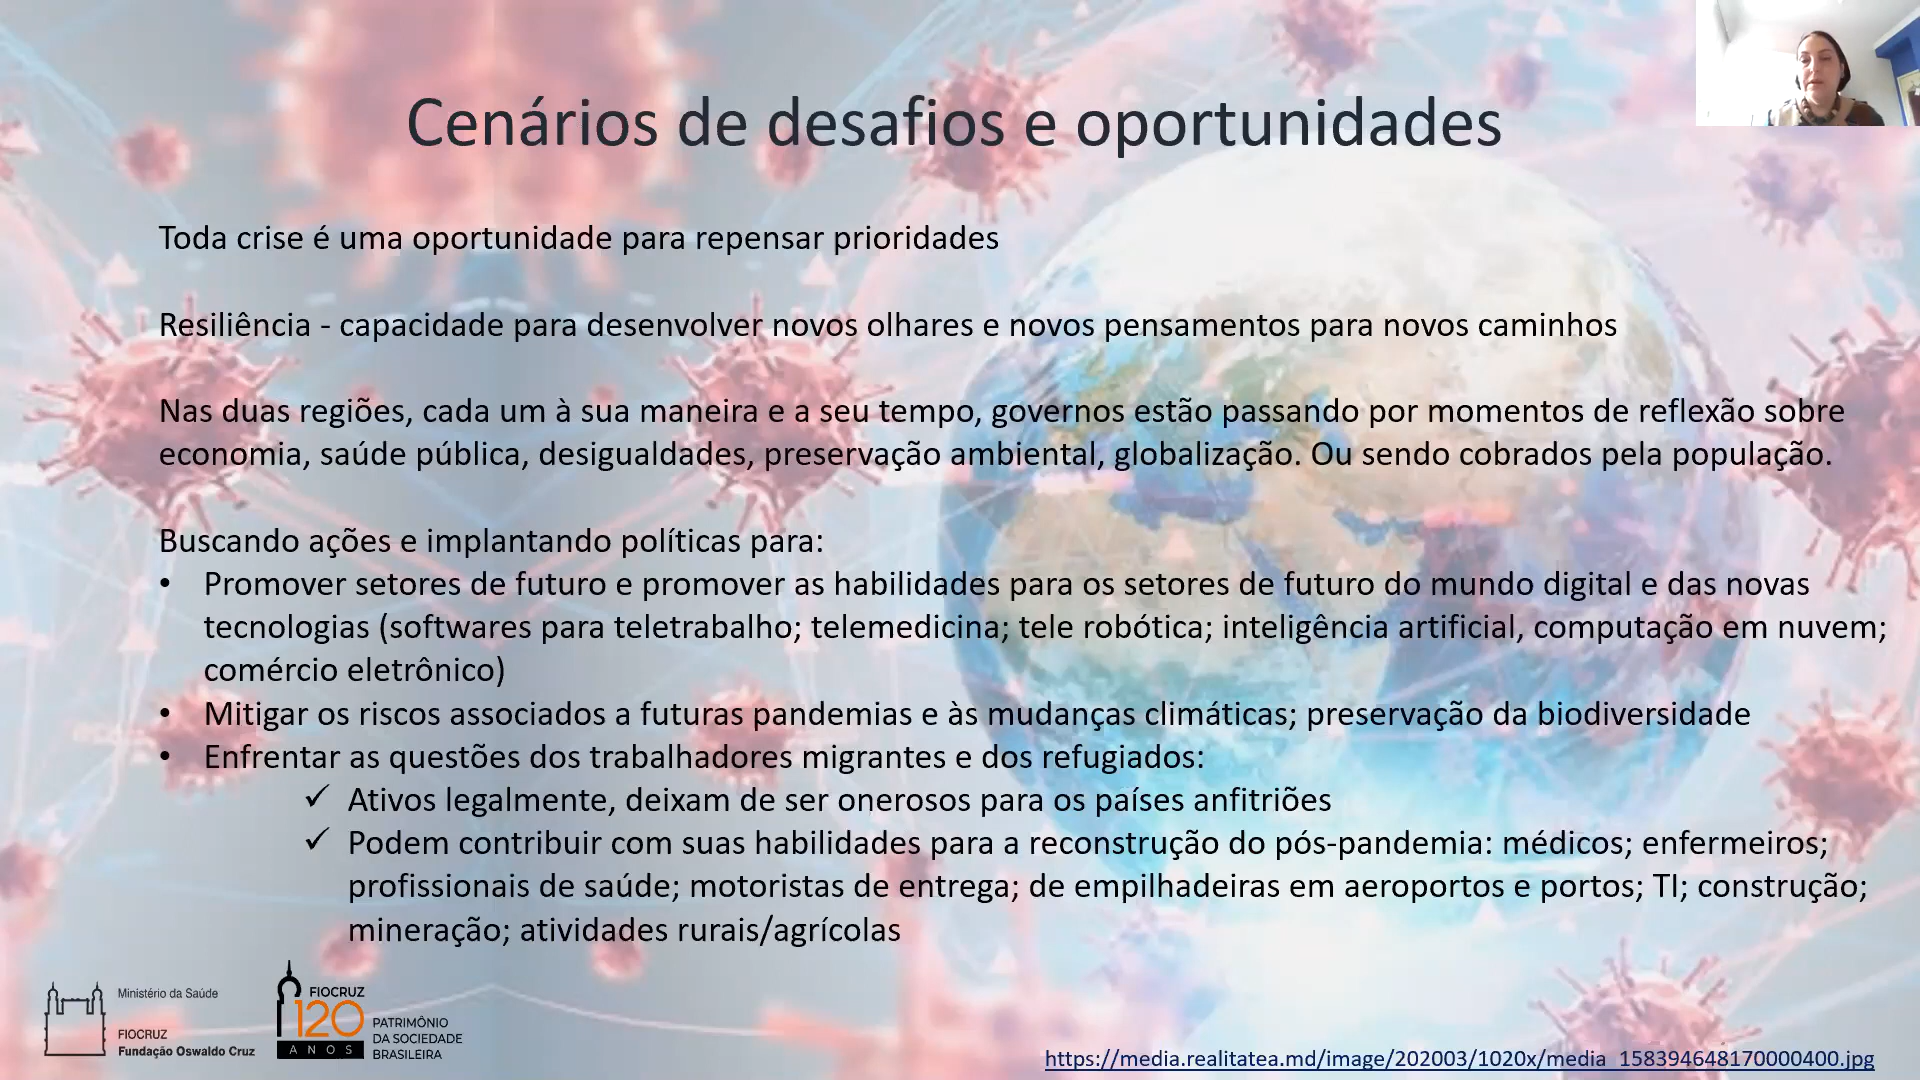 Cenários de desafios e oportunidades
Toda crise é uma oportunidade para repensar prioridades
Resiliência - capacidade para desenvolver novos olhares e novos pensamentos para novos caminhos
Nas duas regiões, cada um à sua maneira e a seu tempo, governos estão passando por momentos de reflexão sobre
economia, saúde pública, desigualdades, preservação ambiental, globalização. Ou sendo cobrados pela população.
Buscando ações e implantando políticas para:
• Promover setores de futuro e promover as habilidades para os setores de futuro do mundo digital e das novas
tecnologias (softwares para teletrabalho; telemedicina; tele robótica; inteligência artificial, computação em nuvem;
comércio eletrônico)
• Mitigar os riscos associados a futuras pandemias e às mudanças climáticas; preservação da biodiversidade
• Enfrentar as questões dos trabalhadores migrantes e dos refugiados:
✓ Ativos legalmente, deixam de ser onerosos para os países anfitriões
✓ Podem contribuir com suas habilidades para a reconstrução do pós-pandemia: médicos; enfermeiros;
profissionais de saúde; motoristas de entrega; de empilhadeiras em aeroportos e portos; TI; construção;
mineração; atividades rurais/agrícolas
Ministério da Saúde
FIOCRUZ
Fundação Oswaldo Cruz
FIOCRUZ
120
ANOS
PATRIMÔNIO
DA SOCIEDADE
BRASILEIRA
https://media.realitatea.md/image/202003/1020x/media_158394648170000400.jpg